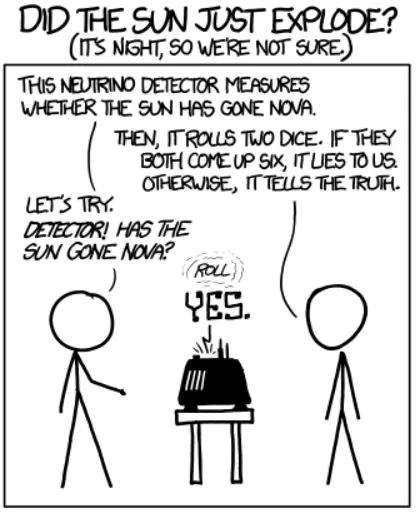 DID THE SUN JUST EXPLODE?
(IT'S NIGHT, SO WE'RE NOT SURE.)
THIS NEUTRINO DETECTOR MEASURES
WHETHER THE SUN HAS GONE NOVA.
THEN, IT ROLLS TWO DICE. IF THEY
BOTH COME UP SIX, IT LIES TO US.
OTHERWISE, IT TELLS THE TRUTH.
LET'S TRY.
DETECTOR! HAS THE
SUN GONE NOVA?
(ROLL)
YES.